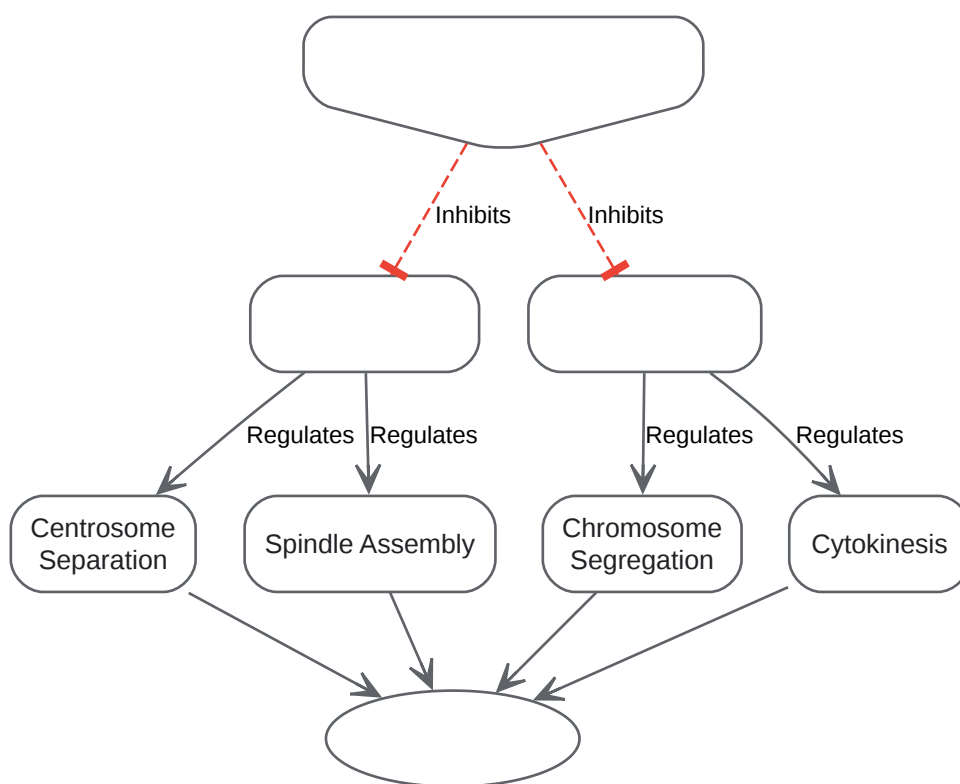 Inhibits
Inhibits
Regulates
Regulates
Regulates
Regulates
Centrosome
Separation
Spindle Assembly
Chromosome
Segregation
Cytokinesis